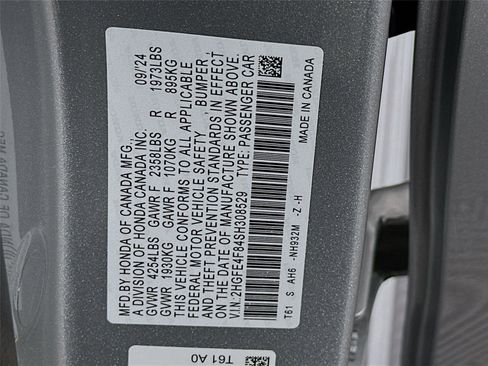 MFD. BY HONDA OF CANADA MFG.
A DIVISION OF HONDA CANADA INC. 09/24
GVWR 4254LBS GAWR F 2358LBS R 1973LBS
GVWR 1930KG GAWR F 1070KG R 895KG
THIS VEHICLE CONFORMS TO ALL APPLICABLE
FEDERAL MOTOR VEHICLE SAFETY BUMPER,
AND THEFT PREVENTION STANDARDS IN EFFECT
ON THE DATE OF MANUFACTURE SHOWN ABOVE.
V.I.N:2HGFE4F84SH308529 TYPE: PASSENGER CAR
MADE IN CANADA
T61 S AH6 -NH932M -Z -H
T61 A0